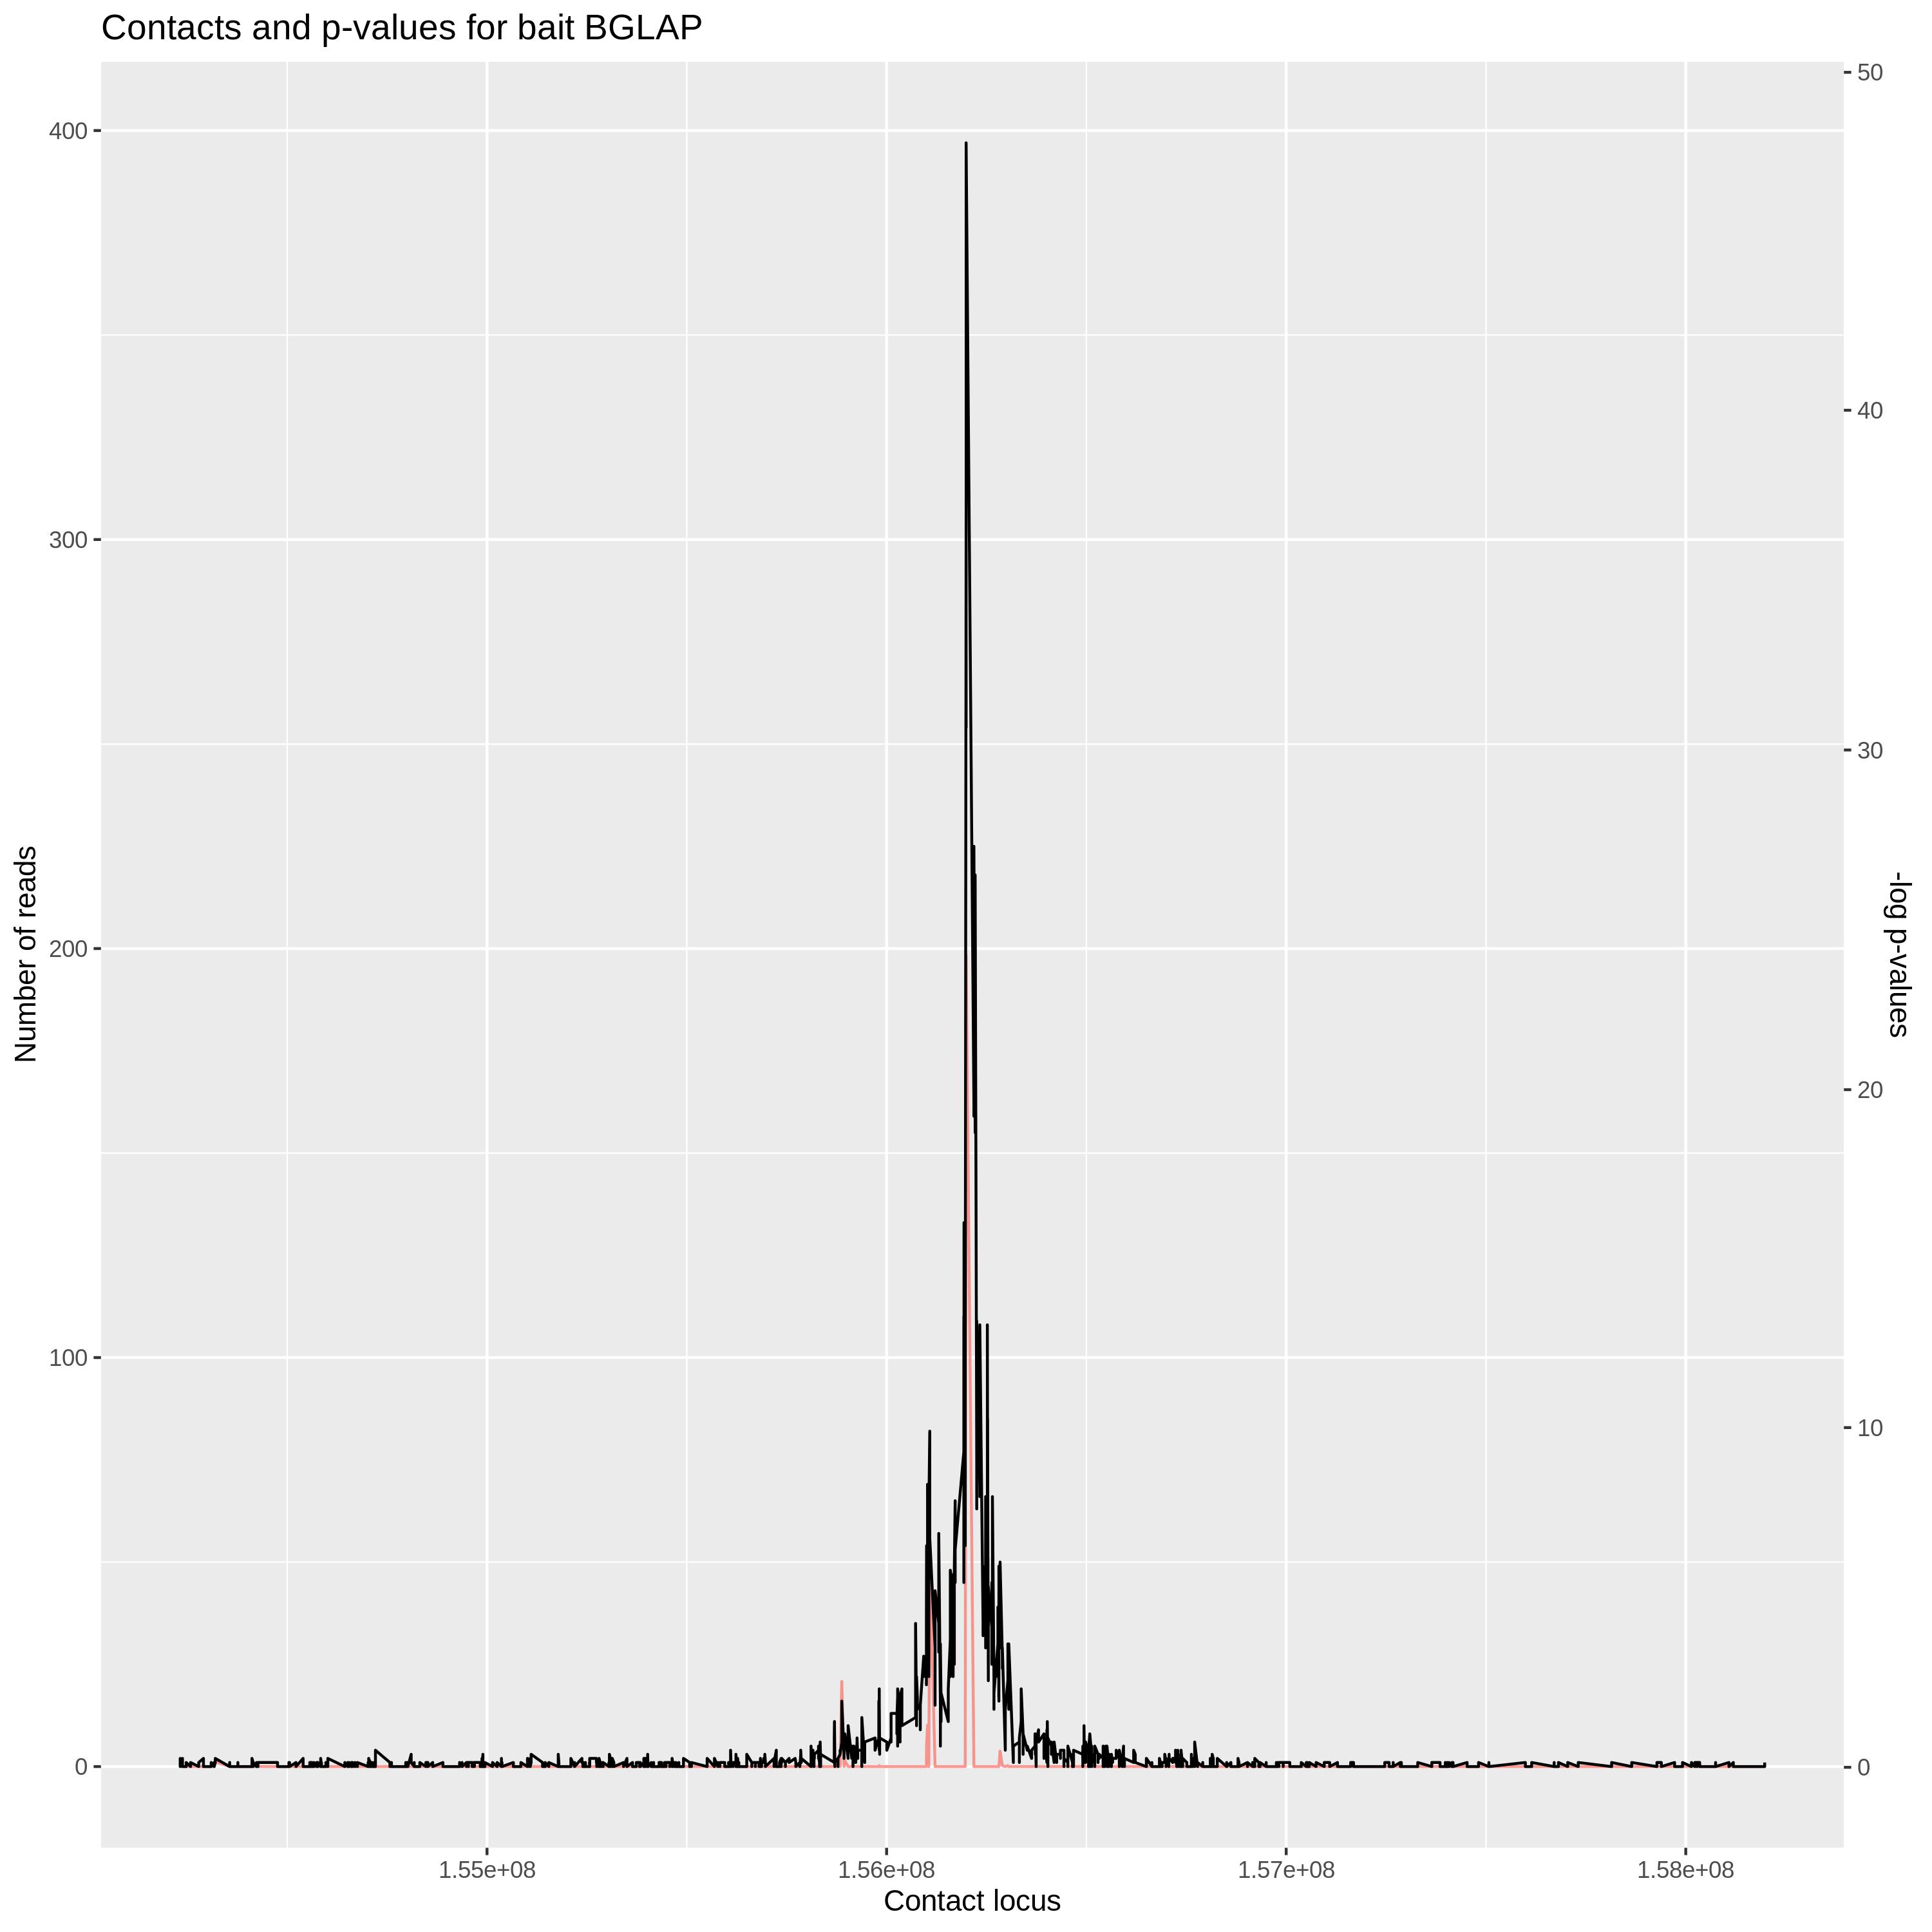 Contacts and p-values for bait BGLAP
50
400
40
300
30
Number of reads
-log p-values
200
20
100
10
0
0
1.55e+08
1.56e+08
1.57e+08
1.58e+08
Contact locus